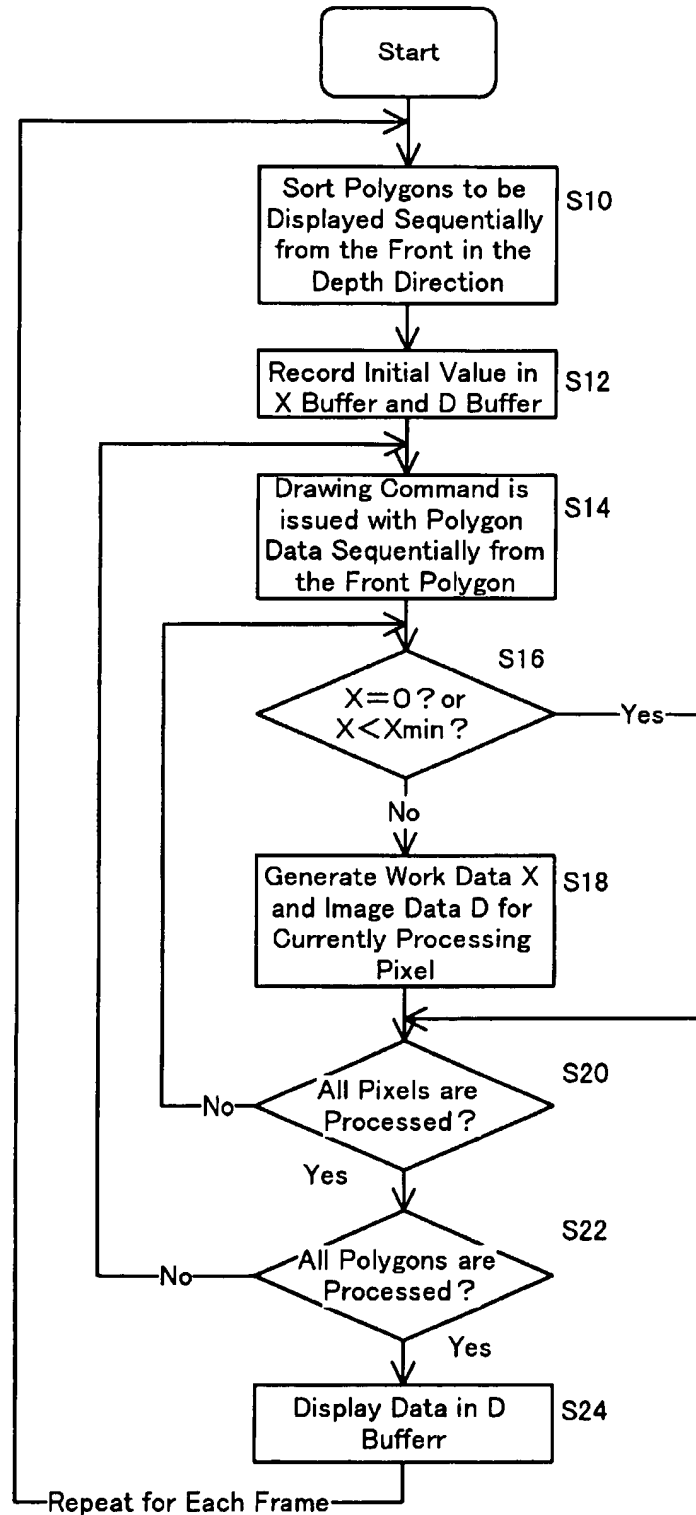 Start
Sort Polygons to be
Displayed Sequentially
from the Front in the
Depth Direction
S10
Record Initial Value in
X Buffer and D Buffer
S12
Drawing Command is
issued with Polygon
Data Sequentially from
the Front Polygon
S14
S16
X=0? or
X<Xmin?
Yes
No
Generate Work Data X
and Image Data D for
Currently Processing
Pixel
S18
S20
All Pixels are
Processed?
No
Yes
S22
All Polygons are
Processed?
No
Yes
Display Data in D
Bufferr
S24
Repeat for Each Frame